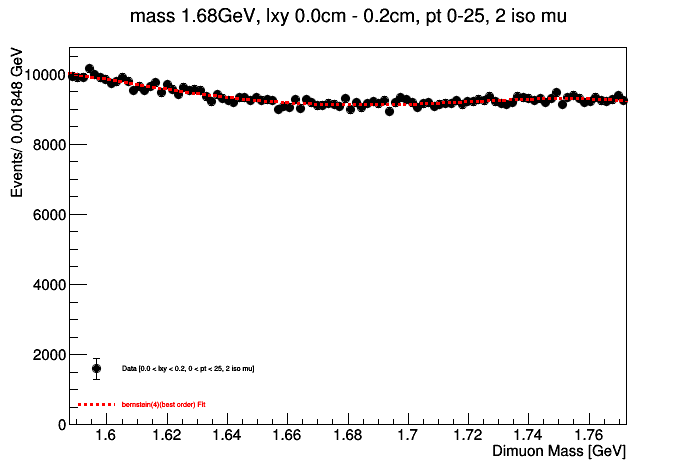 mass 1.68GeV, lxy 0.0cm - 0.2cm, pt 0-25, 2 iso mu
Events/ 0.001848 GeV
10000
8000
6000
4000
2000
0
Data [0.0 < lxy < 0.2, 0 < pt < 25, 2 iso mu]
bernstein(4)(best order) Fit
1.6 1.62 1.64 1.66 1.68 1.7 1.72 1.74 1.76
Dimuon Mass [GeV]